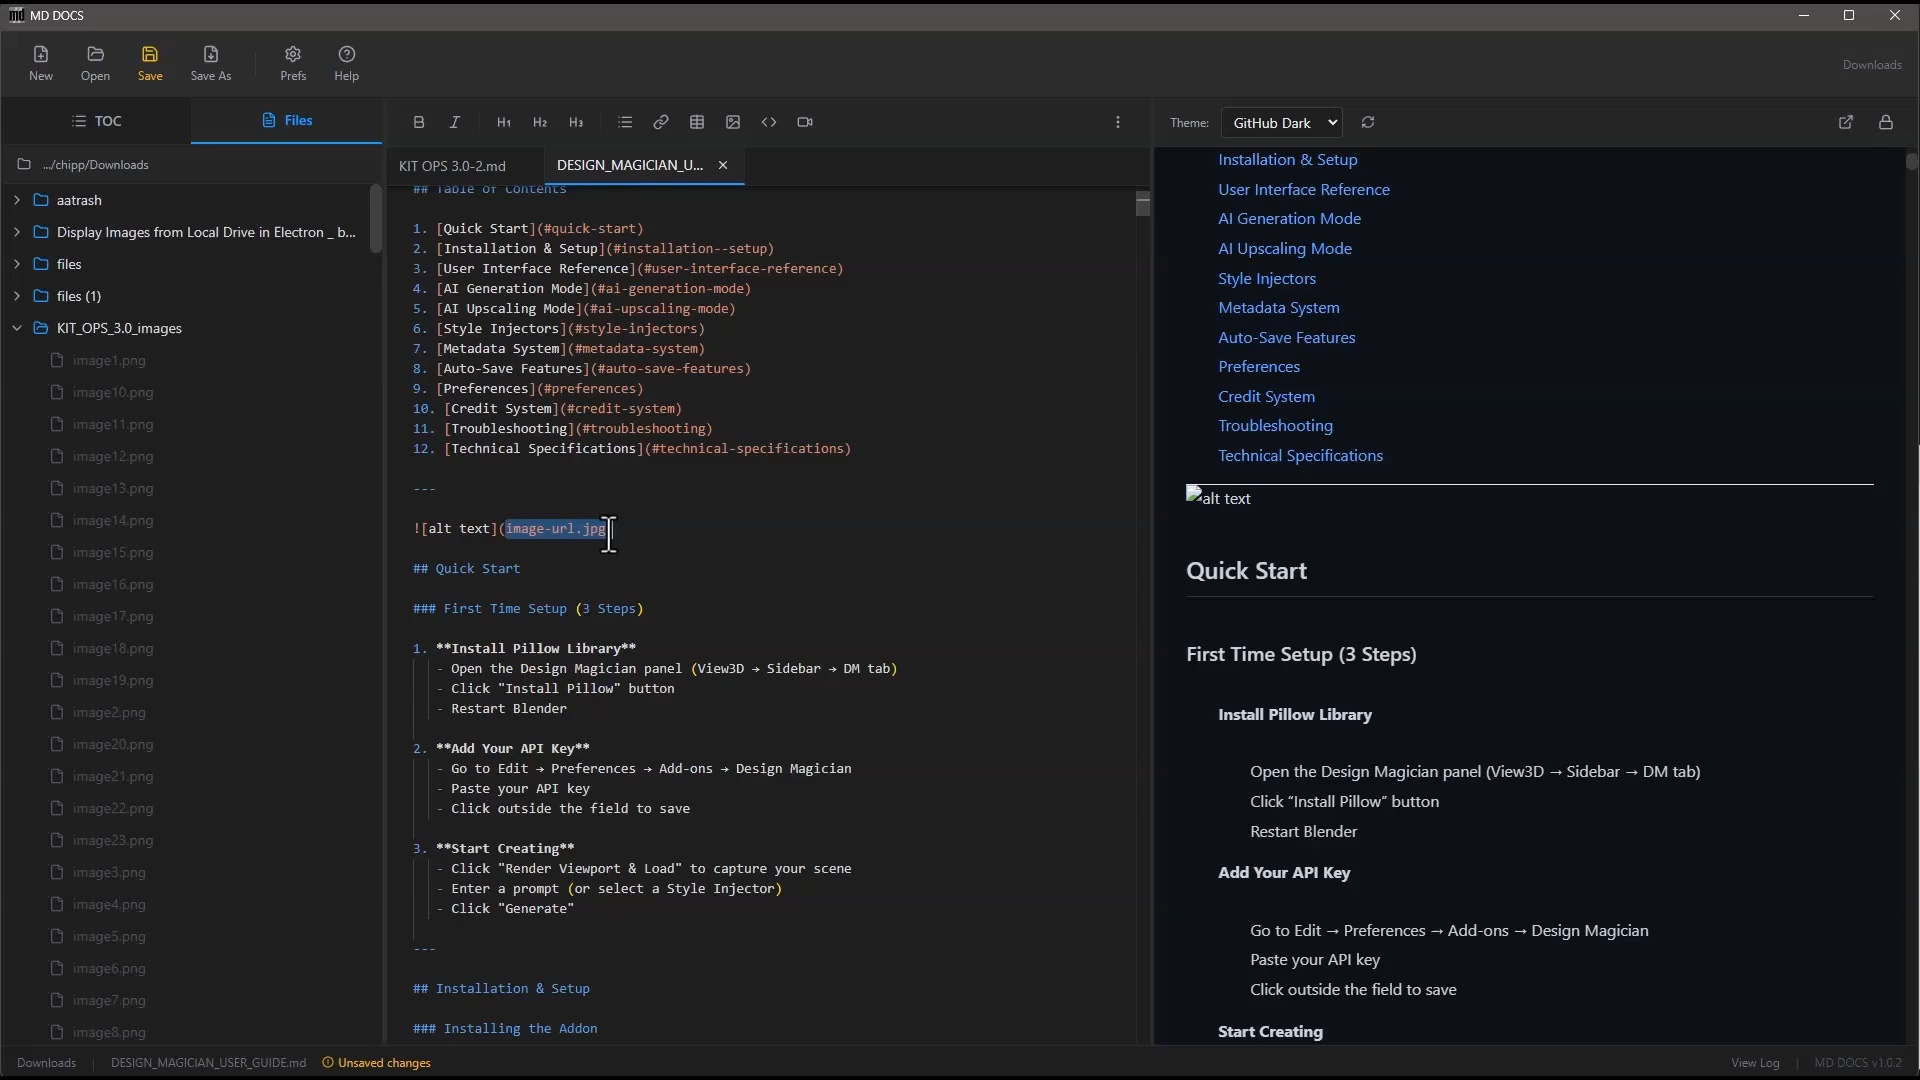 MD DOCS
New Open Save Save As Prefs Help
Downloads
TOC Files
.../chipp/Downloads
aatrash
Display Images from Local Drive in Electron _ b...
files
files (1)
KIT_OPS_3.0_images
image1.png
image10.png
image11.png
image12.png
image13.png
image14.png
image15.png
image16.png
image17.png
image18.png
image19.png
image2.png
image20.png
image21.png
image22.png
image23.png
image3.png
image4.png
image5.png
image6.png
image7.png
image8.png
B I H1 H2 H3
KIT OPS 3.0-2.md DESIGN_MAGICIAN_U...
## Table of Contents
1. [Quick Start](#quick-start)
2. [Installation & Setup](#installation--setup)
3. [User Interface Reference](#user-interface-reference)
4. [AI Generation Mode](#ai-generation-mode)
5. [AI Upscaling Mode](#ai-upscaling-mode)
6. [Style Injectors](#style-injectors)
7. [Metadata System](#metadata-system)
8. [Auto-Save Features](#auto-save-features)
9. [Preferences](#preferences)
10. [Credit System](#credit-system)
11. [Troubleshooting](#troubleshooting)
12. [Technical Specifications](#technical-specifications)
---
![alt text](image-url.jpg
## Quick Start
### First Time Setup (3 Steps)
1. **Install Pillow Library**
- Open the Design Magician panel (View3D → Sidebar → DM tab)
- Click "Install Pillow" button
- Restart Blender
2. **Add Your API Key**
- Go to Edit → Preferences → Add-ons → Design Magician
- Paste your API key
- Click outside the field to save
3. **Start Creating**
- Click "Render Viewport & Load" to capture your scene
- Enter a prompt (or select a Style Injector)
- Click "Generate"
---
## Installation & Setup
### Installing the Addon
Theme: GitHub Dark
Installation & Setup
User Interface Reference
AI Generation Mode
AI Upscaling Mode
Style Injectors
Metadata System
Auto-Save Features
Preferences
Credit System
Troubleshooting
Technical Specifications
alt text
Quick Start
First Time Setup (3 Steps)
Install Pillow Library
Open the Design Magician panel (View3D → Sidebar → DM tab)
Click “Install Pillow” button
Restart Blender
Add Your API Key
Go to Edit → Preferences → Add-ons → Design Magician
Paste your API key
Click outside the field to save
Start Creating
Downloads | DESIGN_MAGICIAN_USER_GUIDE.md Unsaved changes
View Log | MD DOCS v1.0.2